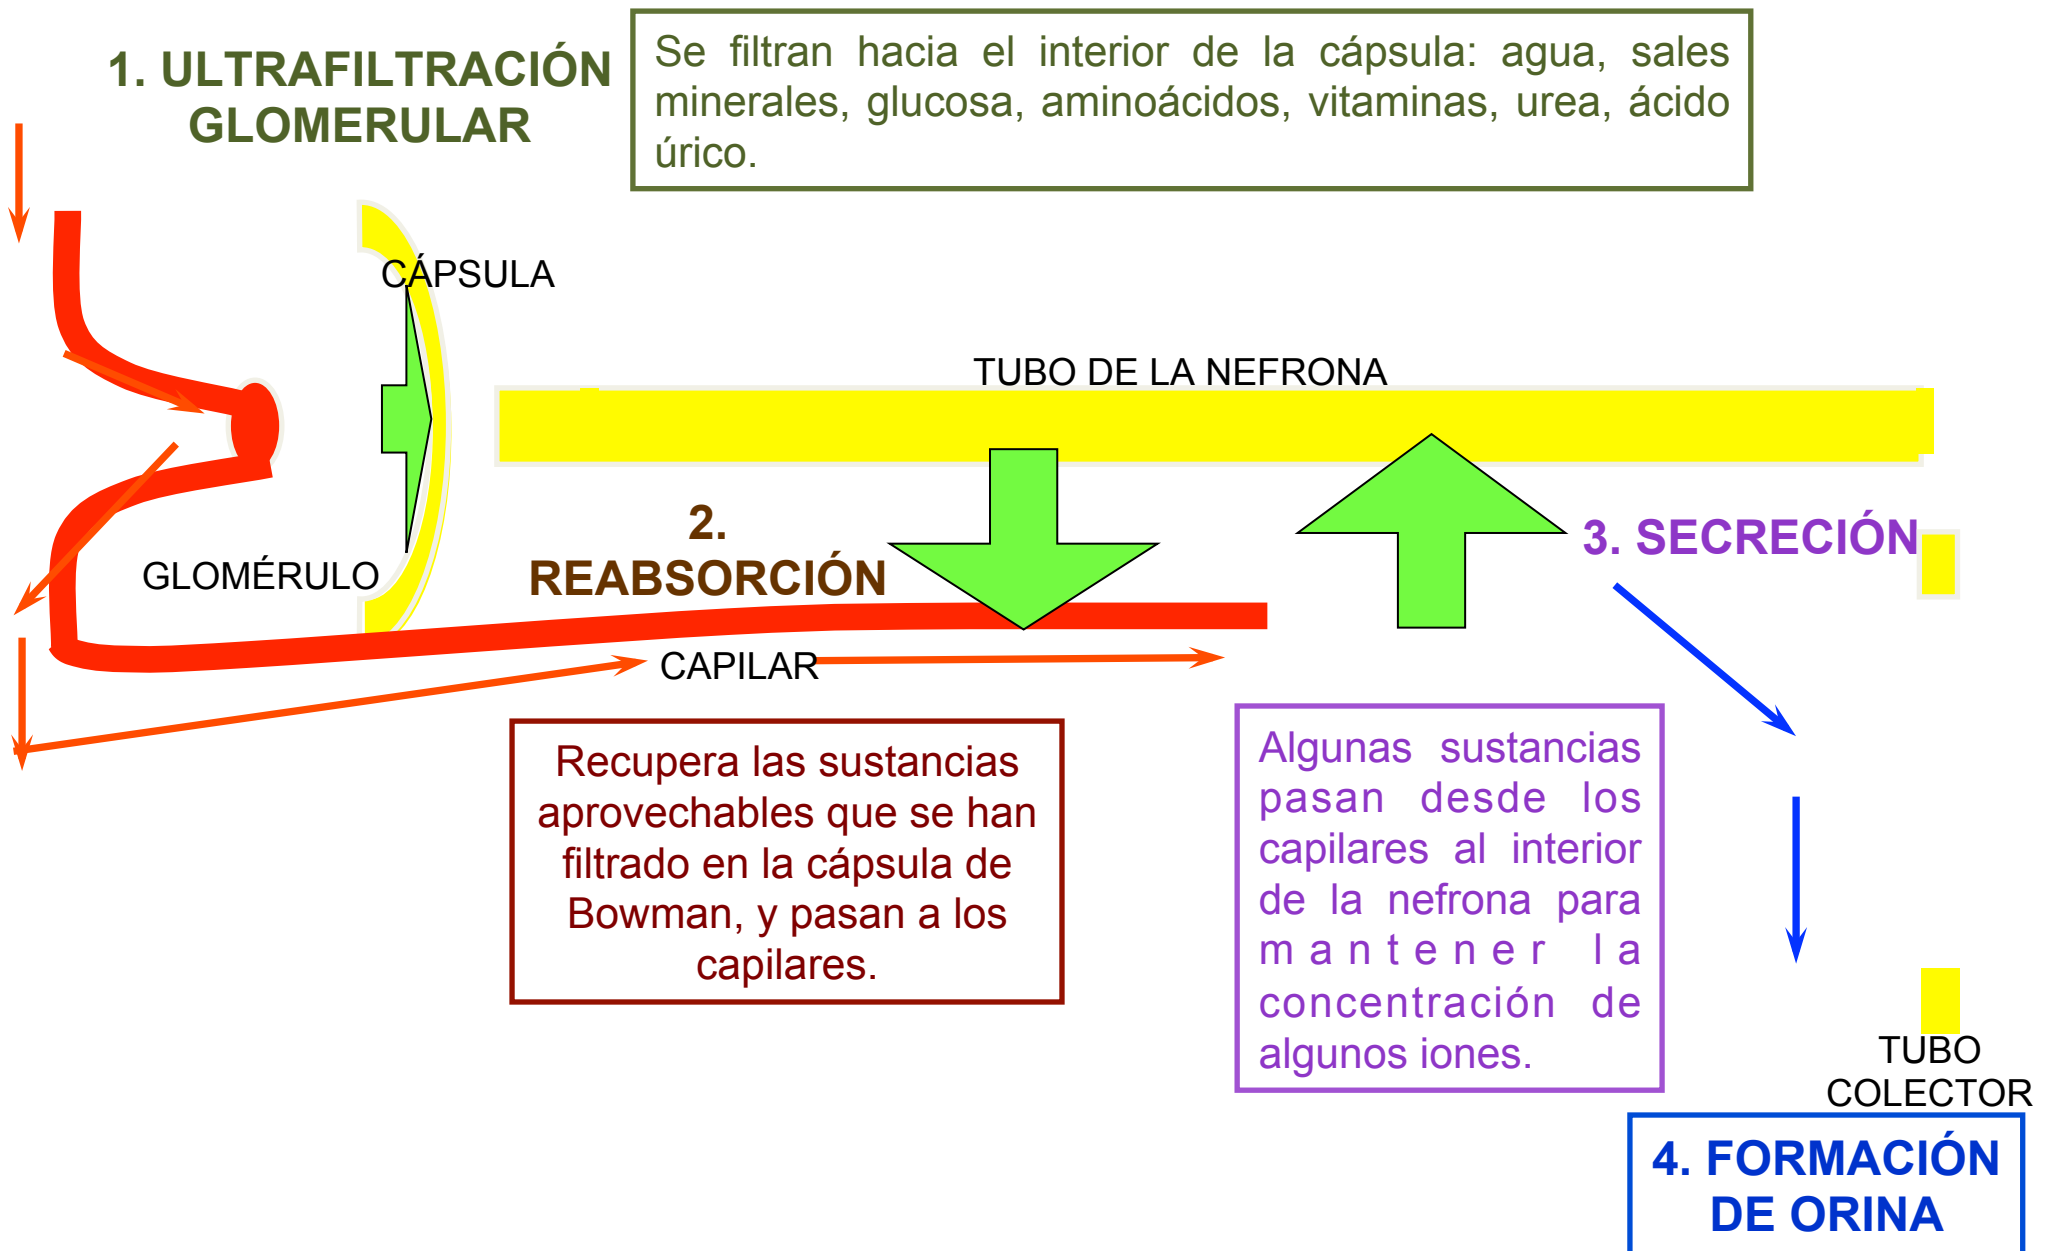 1. ULTRAFILTRACIÓN
GLOMERULAR
Se filtran hacia el interior de la cápsula: agua, sales
minerales, glucosa, aminoácidos, vitaminas, urea, ácido
úrico.
CÁPSULA
TUBO DE LA NEFRONA
GLOMÉRULO
2.
REABSORCIÓN
3. SECRECIÓN
CAPILAR
Recupera las sustancias
aprovechables que se han
filtrado en la cápsula de
Bowman, y pasan a los
capilares.
Algunas sustancias
pasan desde los
capilares al interior
de la nefrona para
mantener la
concentración de
algunos iones.
TUBO
COLECTOR
4. FORMACIÓN
DE ORINA